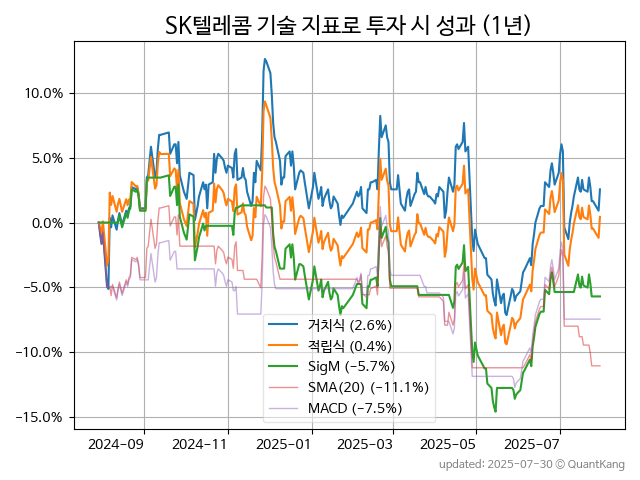 SK텔레콤 기술 지표로 투자 시 성과 (1년)
10.0%
5.0%
0.0%
−5.0%
−10.0%
−15.0%
거치식 (2.6%)
적립식 (0.4%)
SigM (−5.7%)
SMA(20) (−11.1%)
MACD (−7.5%)
2024−09
2024−11
2025−01
2025−03
2025−05
2025−07
updated: 2025-07-30 © QuantKang